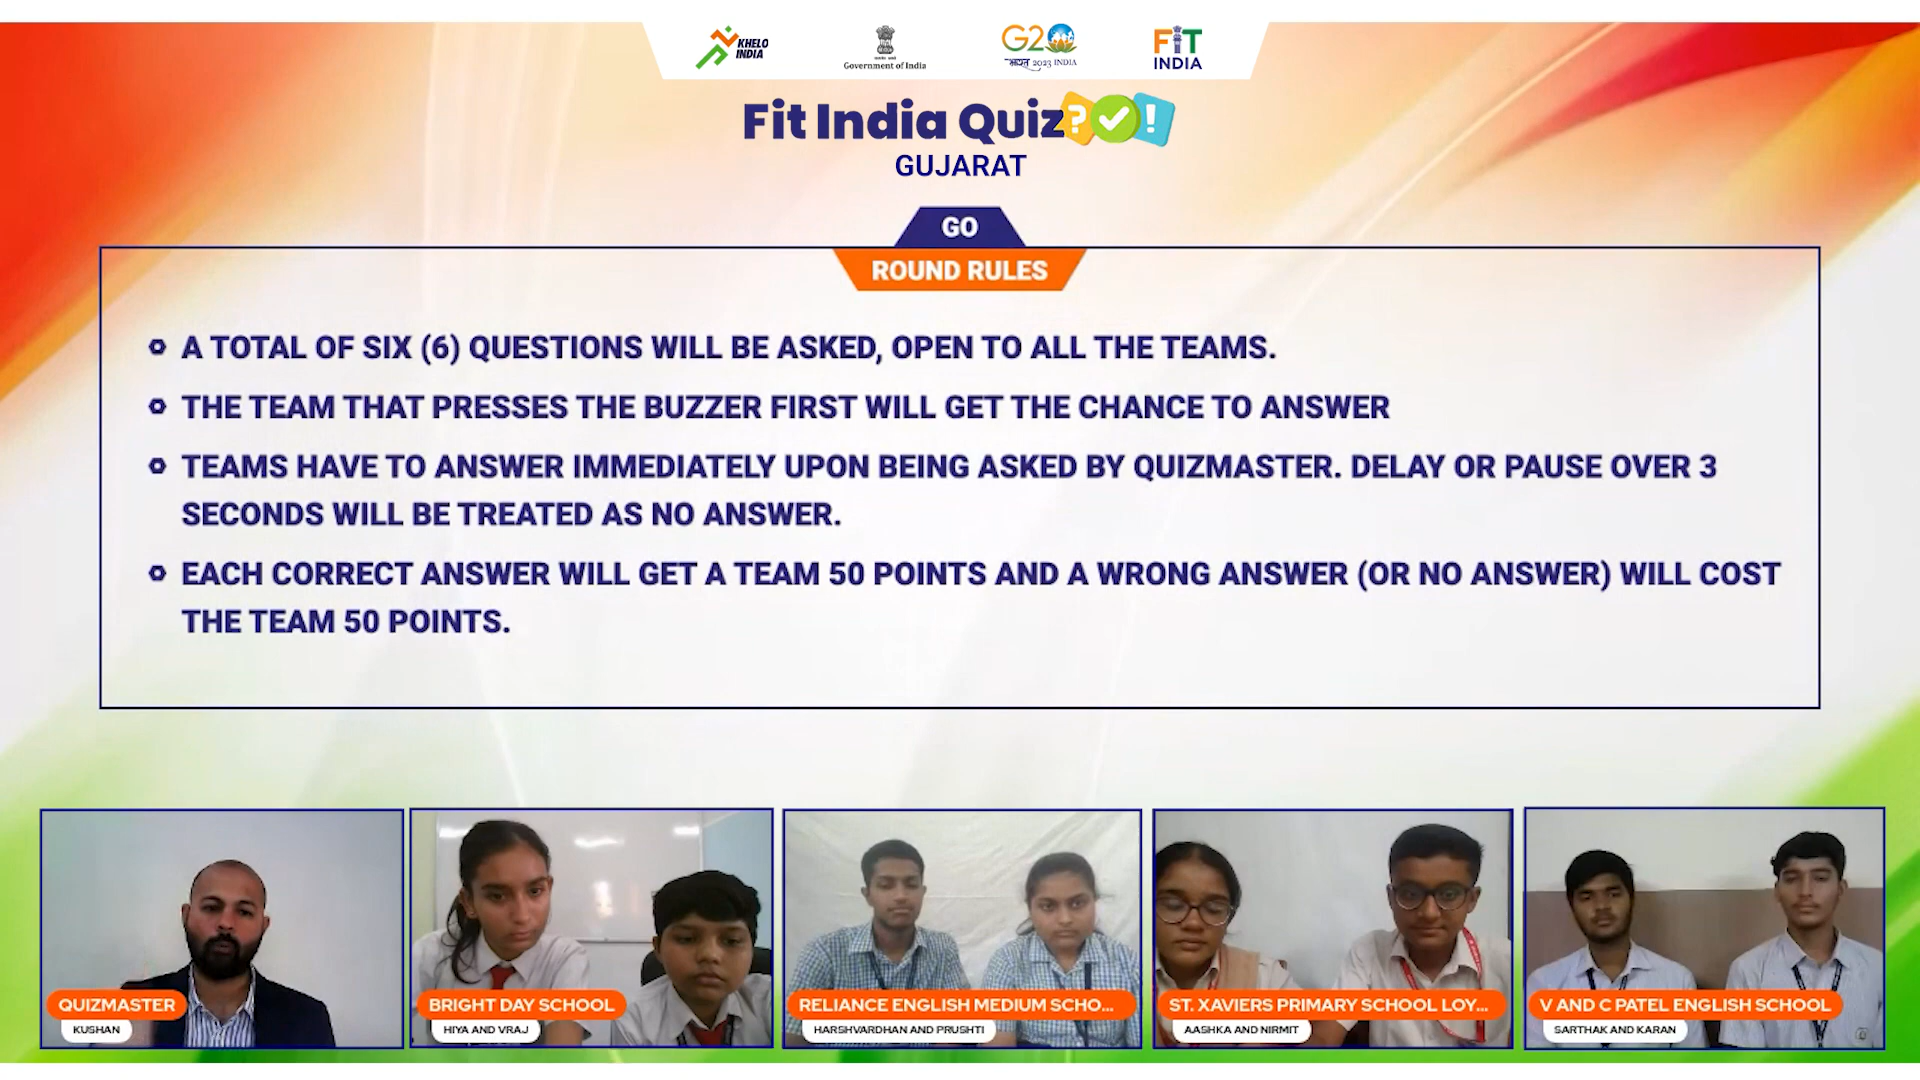 KHELO
INDIA
Government of India
G20
भारत 2023 INDIA
FIT
INDIA
Fit India Quiz?!
GUJARAT
GO
ROUND RULES
A TOTAL OF SIX (6) QUESTIONS WILL BE ASKED, OPEN TO ALL THE TEAMS.
THE TEAM THAT PRESSES THE BUZZER FIRST WILL GET THE CHANCE TO ANSWER
TEAMS HAVE TO ANSWER IMMEDIATELY UPON BEING ASKED BY QUIZMASTER. DELAY OR PAUSE OVER 3
SECONDS WILL BE TREATED AS NO ANSWER.
EACH CORRECT ANSWER WILL GET A TEAM 50 POINTS AND A WRONG ANSWER (OR NO ANSWER) WILL COST
THE TEAM 50 POINTS.
QUIZMASTER
KUSHAN
BRIGHT DAY SCHOOL
HIYA AND VRAJ
RELIANCE ENGLISH MEDIUM SCHO...
HARSHVARDHAN AND PRUSHTI
ST. XAVIERS PRIMARY SCHOOL LOY...
AASHKA AND NIRMIT
V AND C PATEL ENGLISH SCHOOL
SARTHAK AND KARAN